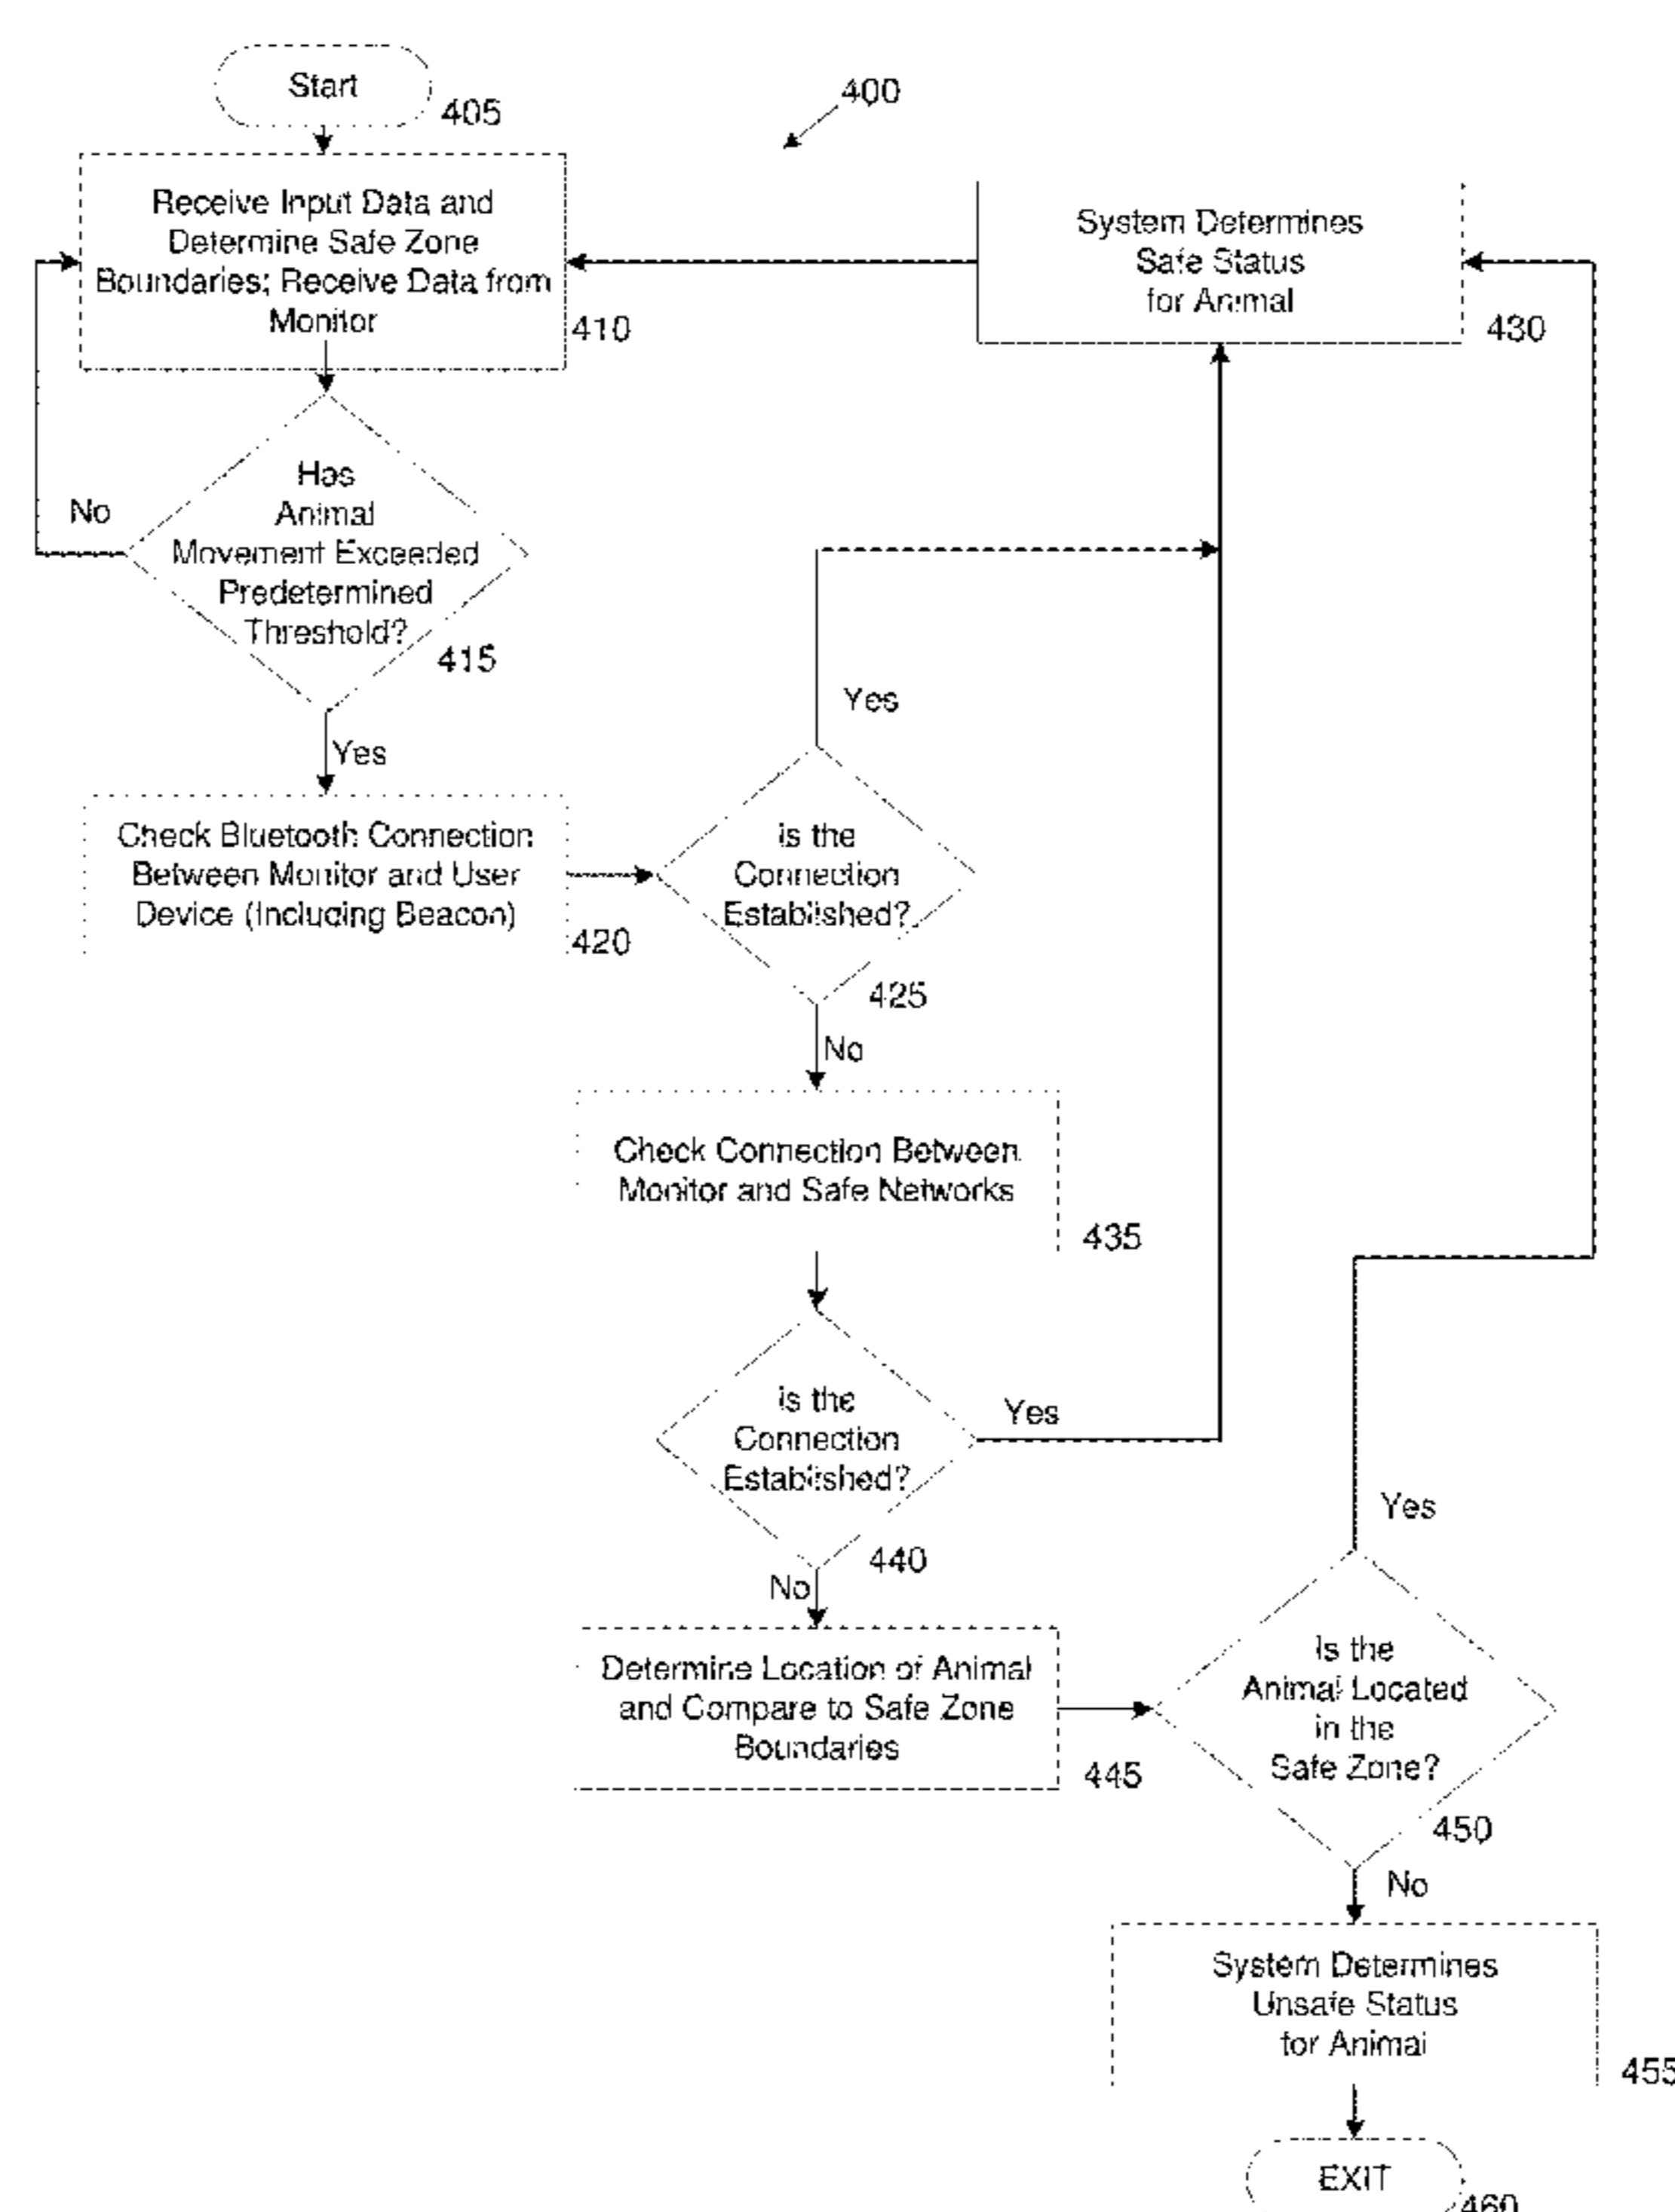 Start
405
400
Receive Input Data and
Determine Safe Zone
Boundaries; Receive Data from
Monitor
410
System Determines
Safe Status
for Animal
430
Has
Animal
Movement Exceeded
Predetermined
Threshold?
415
No
Yes
Check Bluetooth Connection
Between Monitor and User
Device (Including Beacon)
420
Yes
is the
Connection
Established?
425
No
Check Connection Between
Monitor and Safe Networks
435
is the
Connection
Established?
440
Yes
No
Determine Location of Animal
and Compare to Safe Zone
Boundaries
445
Yes
Is the
Animal Located
in the
Safe Zone?
450
No
System Determines
Unsafe Status
for Animal
455
EXIT
460